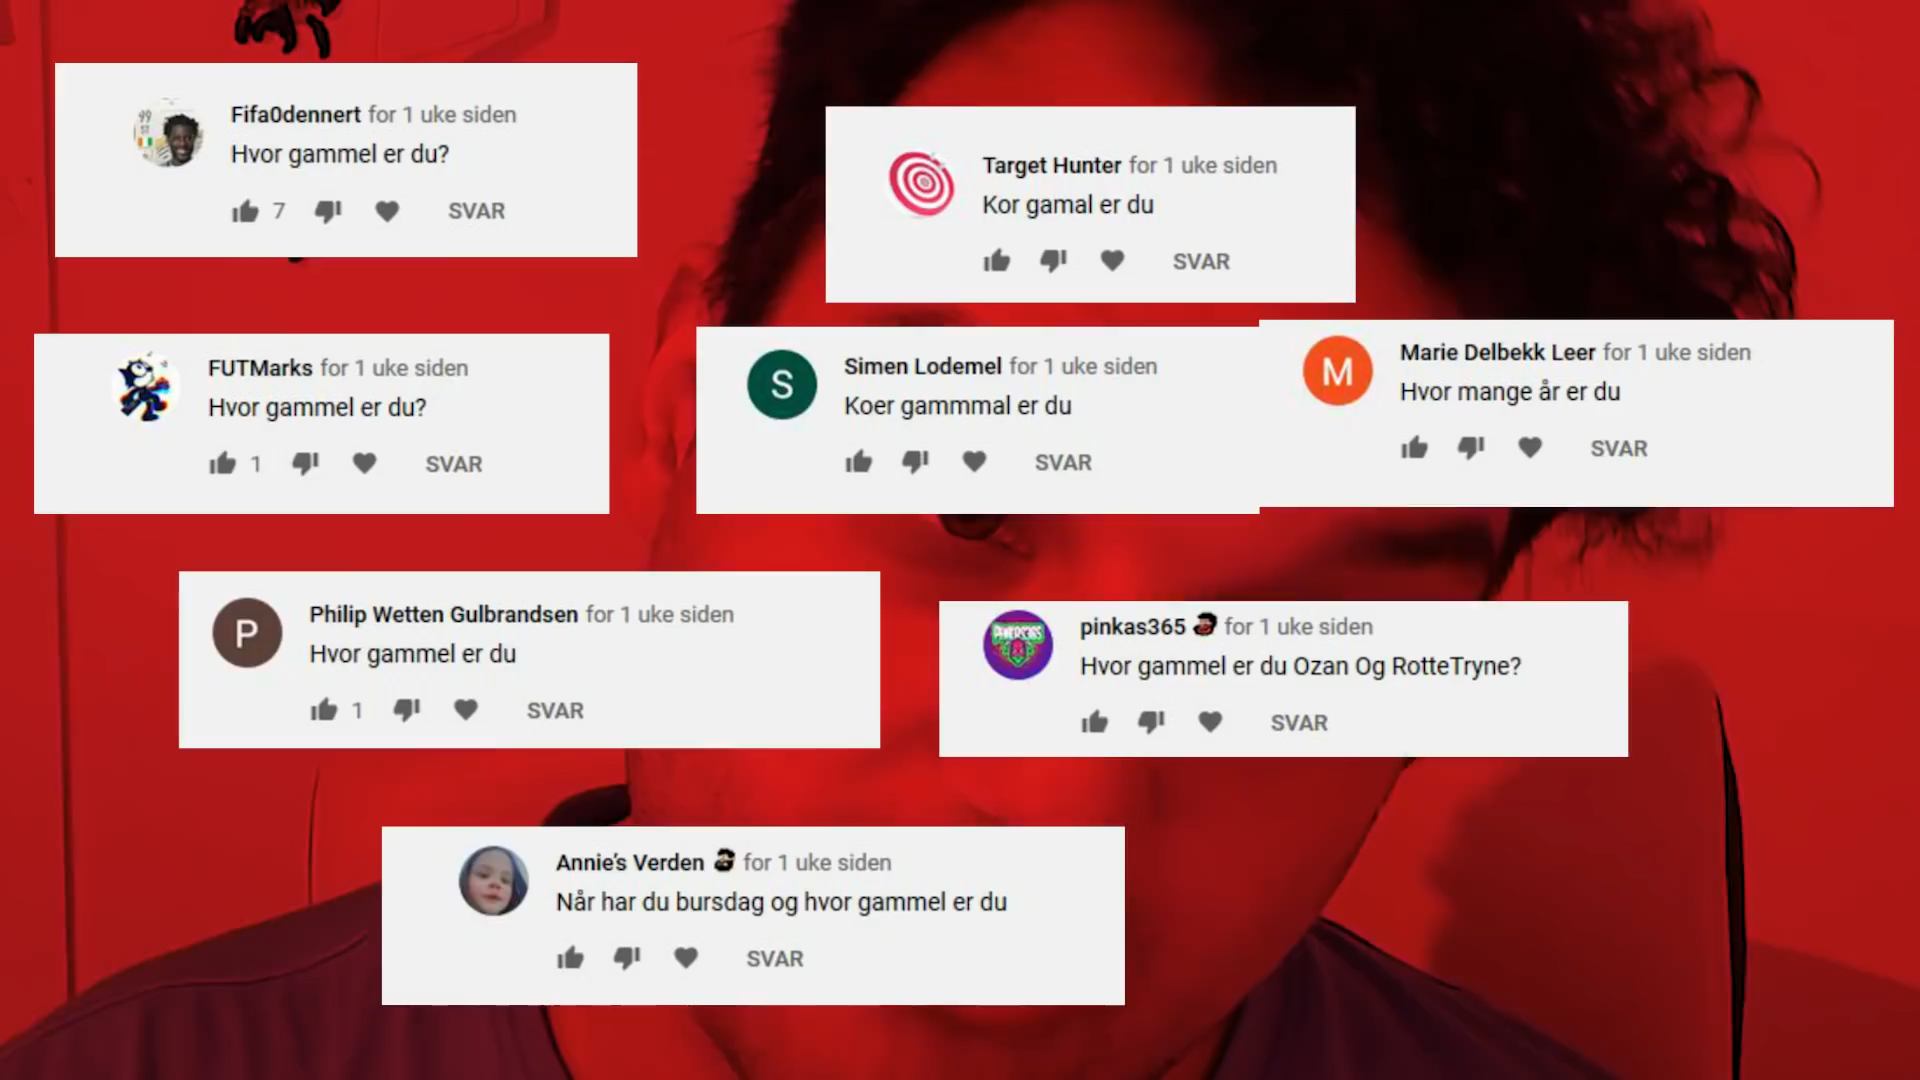 Fifa0dennert for 1 uke siden
Hvor gammel er du?
7 SVAR
Target Hunter for 1 uke siden
Kor gamal er du
SVAR
FUTMarks for 1 uke siden
Hvor gammel er du?
1 SVAR
Simen Lodemel for 1 uke siden
Koer gammmal er du
SVAR
Marie Delbekk Leer for 1 uke siden
Hvor mange år er du
SVAR
Philip Wetten Gulbrandsen for 1 uke siden
Hvor gammel er du
1 SVAR
pinkas365 for 1 uke siden
Hvor gammel er du Ozan Og RotteTryne?
SVAR
Annie's Verden for 1 uke siden
Når har du bursdag og hvor gammel er du
SVAR
99
ST
S
M
P